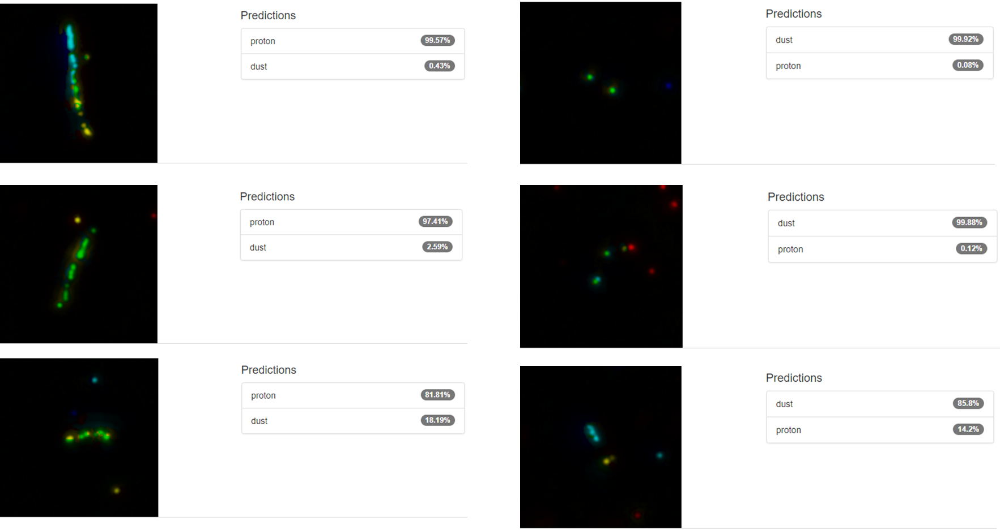 Predictions
proton 99.57%
dust 0.43%
Predictions
dust 99.92%
proton 0.08%
Predictions
proton 97.41%
dust 2.59%
Predictions
dust 99.88%
proton 0.12%
Predictions
proton 81.81%
dust 18.19%
Predictions
dust 85.8%
proton 14.2%